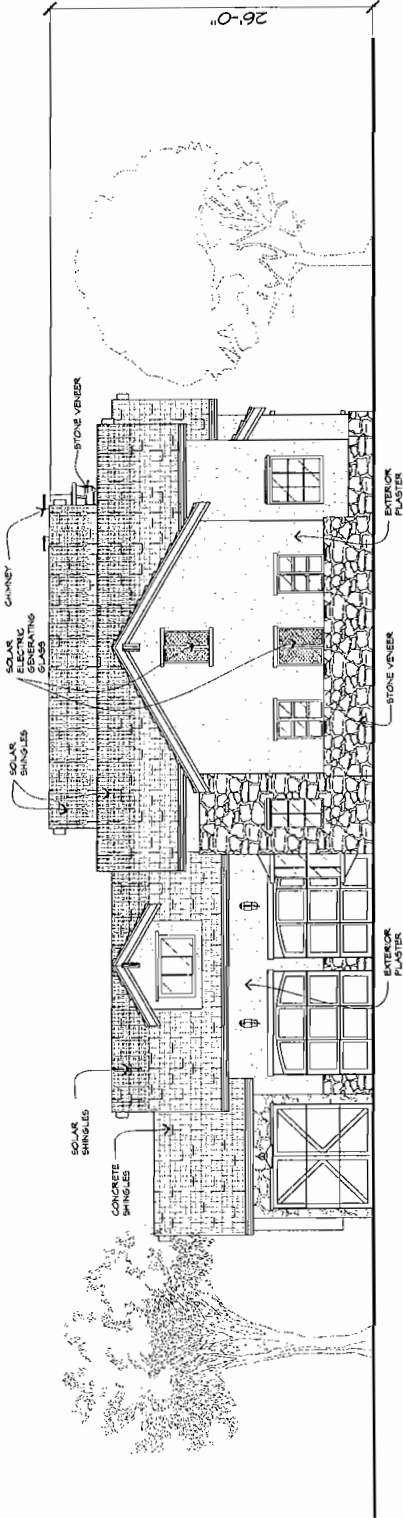 SOLAR
SHINGLES
CONCRETE
SHINGLES
SOLAR
SHINGLES
SOLAR
ELECTRIC
GENERATING
GLASS
CHIMNEY
STONE VENEER
26'-0"
EXTERIOR
PLASTER
STONE VENEER
EXTERIOR
PLASTER